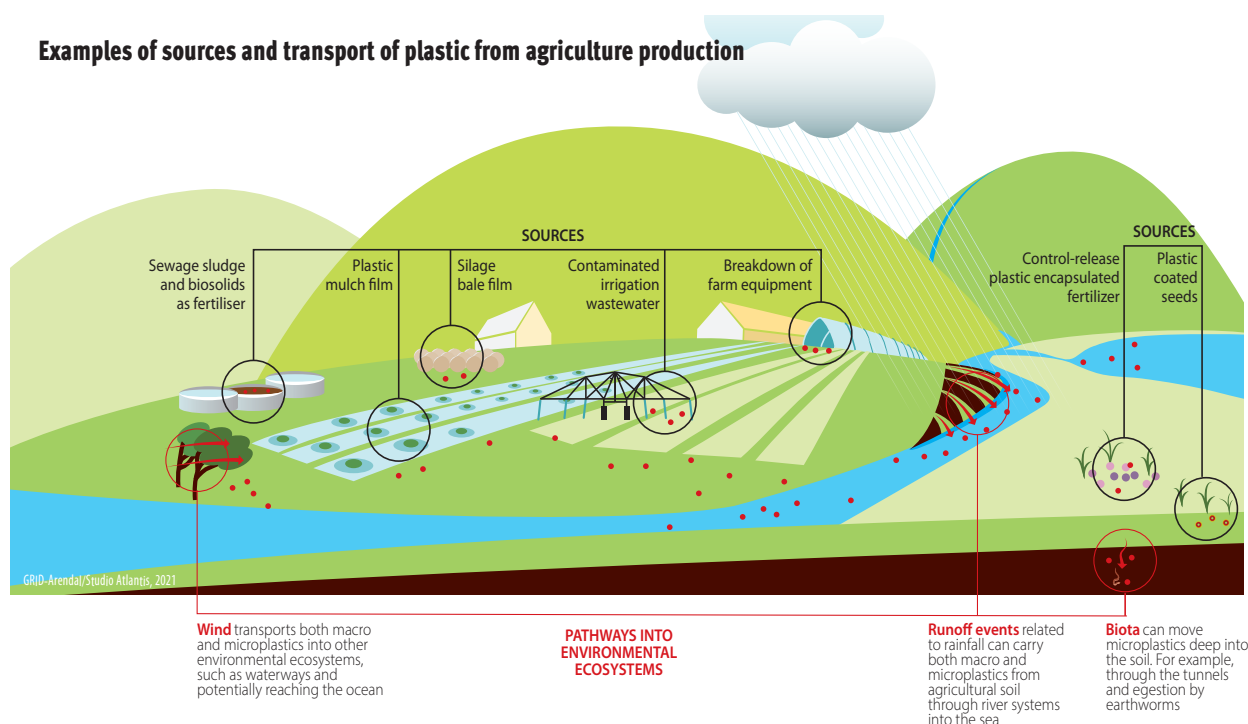 Examples of sources and transport of plastic from agriculture production
SOURCES
Sewage sludge
and biosolids
as fertiliser
Plastic
mulch film
Silage
bale film
Contaminated
irrigation
wastewater
Breakdown of
farm equipment
SOURCES
Control-release
plastic encapsulated
fertilizer
Plastic
coated
seeds
GRID-Arendal/Studio Atlantis, 2021
Wind transports both macro
and microplastics into other
environmental ecosystems,
such as waterways and
potentially reaching the ocean
PATHWAYS INTO
ENVIRONMENTAL
ECOSYSTEMS
Runoff events related
to rainfall can carry
both macro and
microplastics from
agricultural soil
through river systems
into the sea
Biota can move
microplastics deep into
the soil. For example,
through the tunnels
and egestion by
earthworms